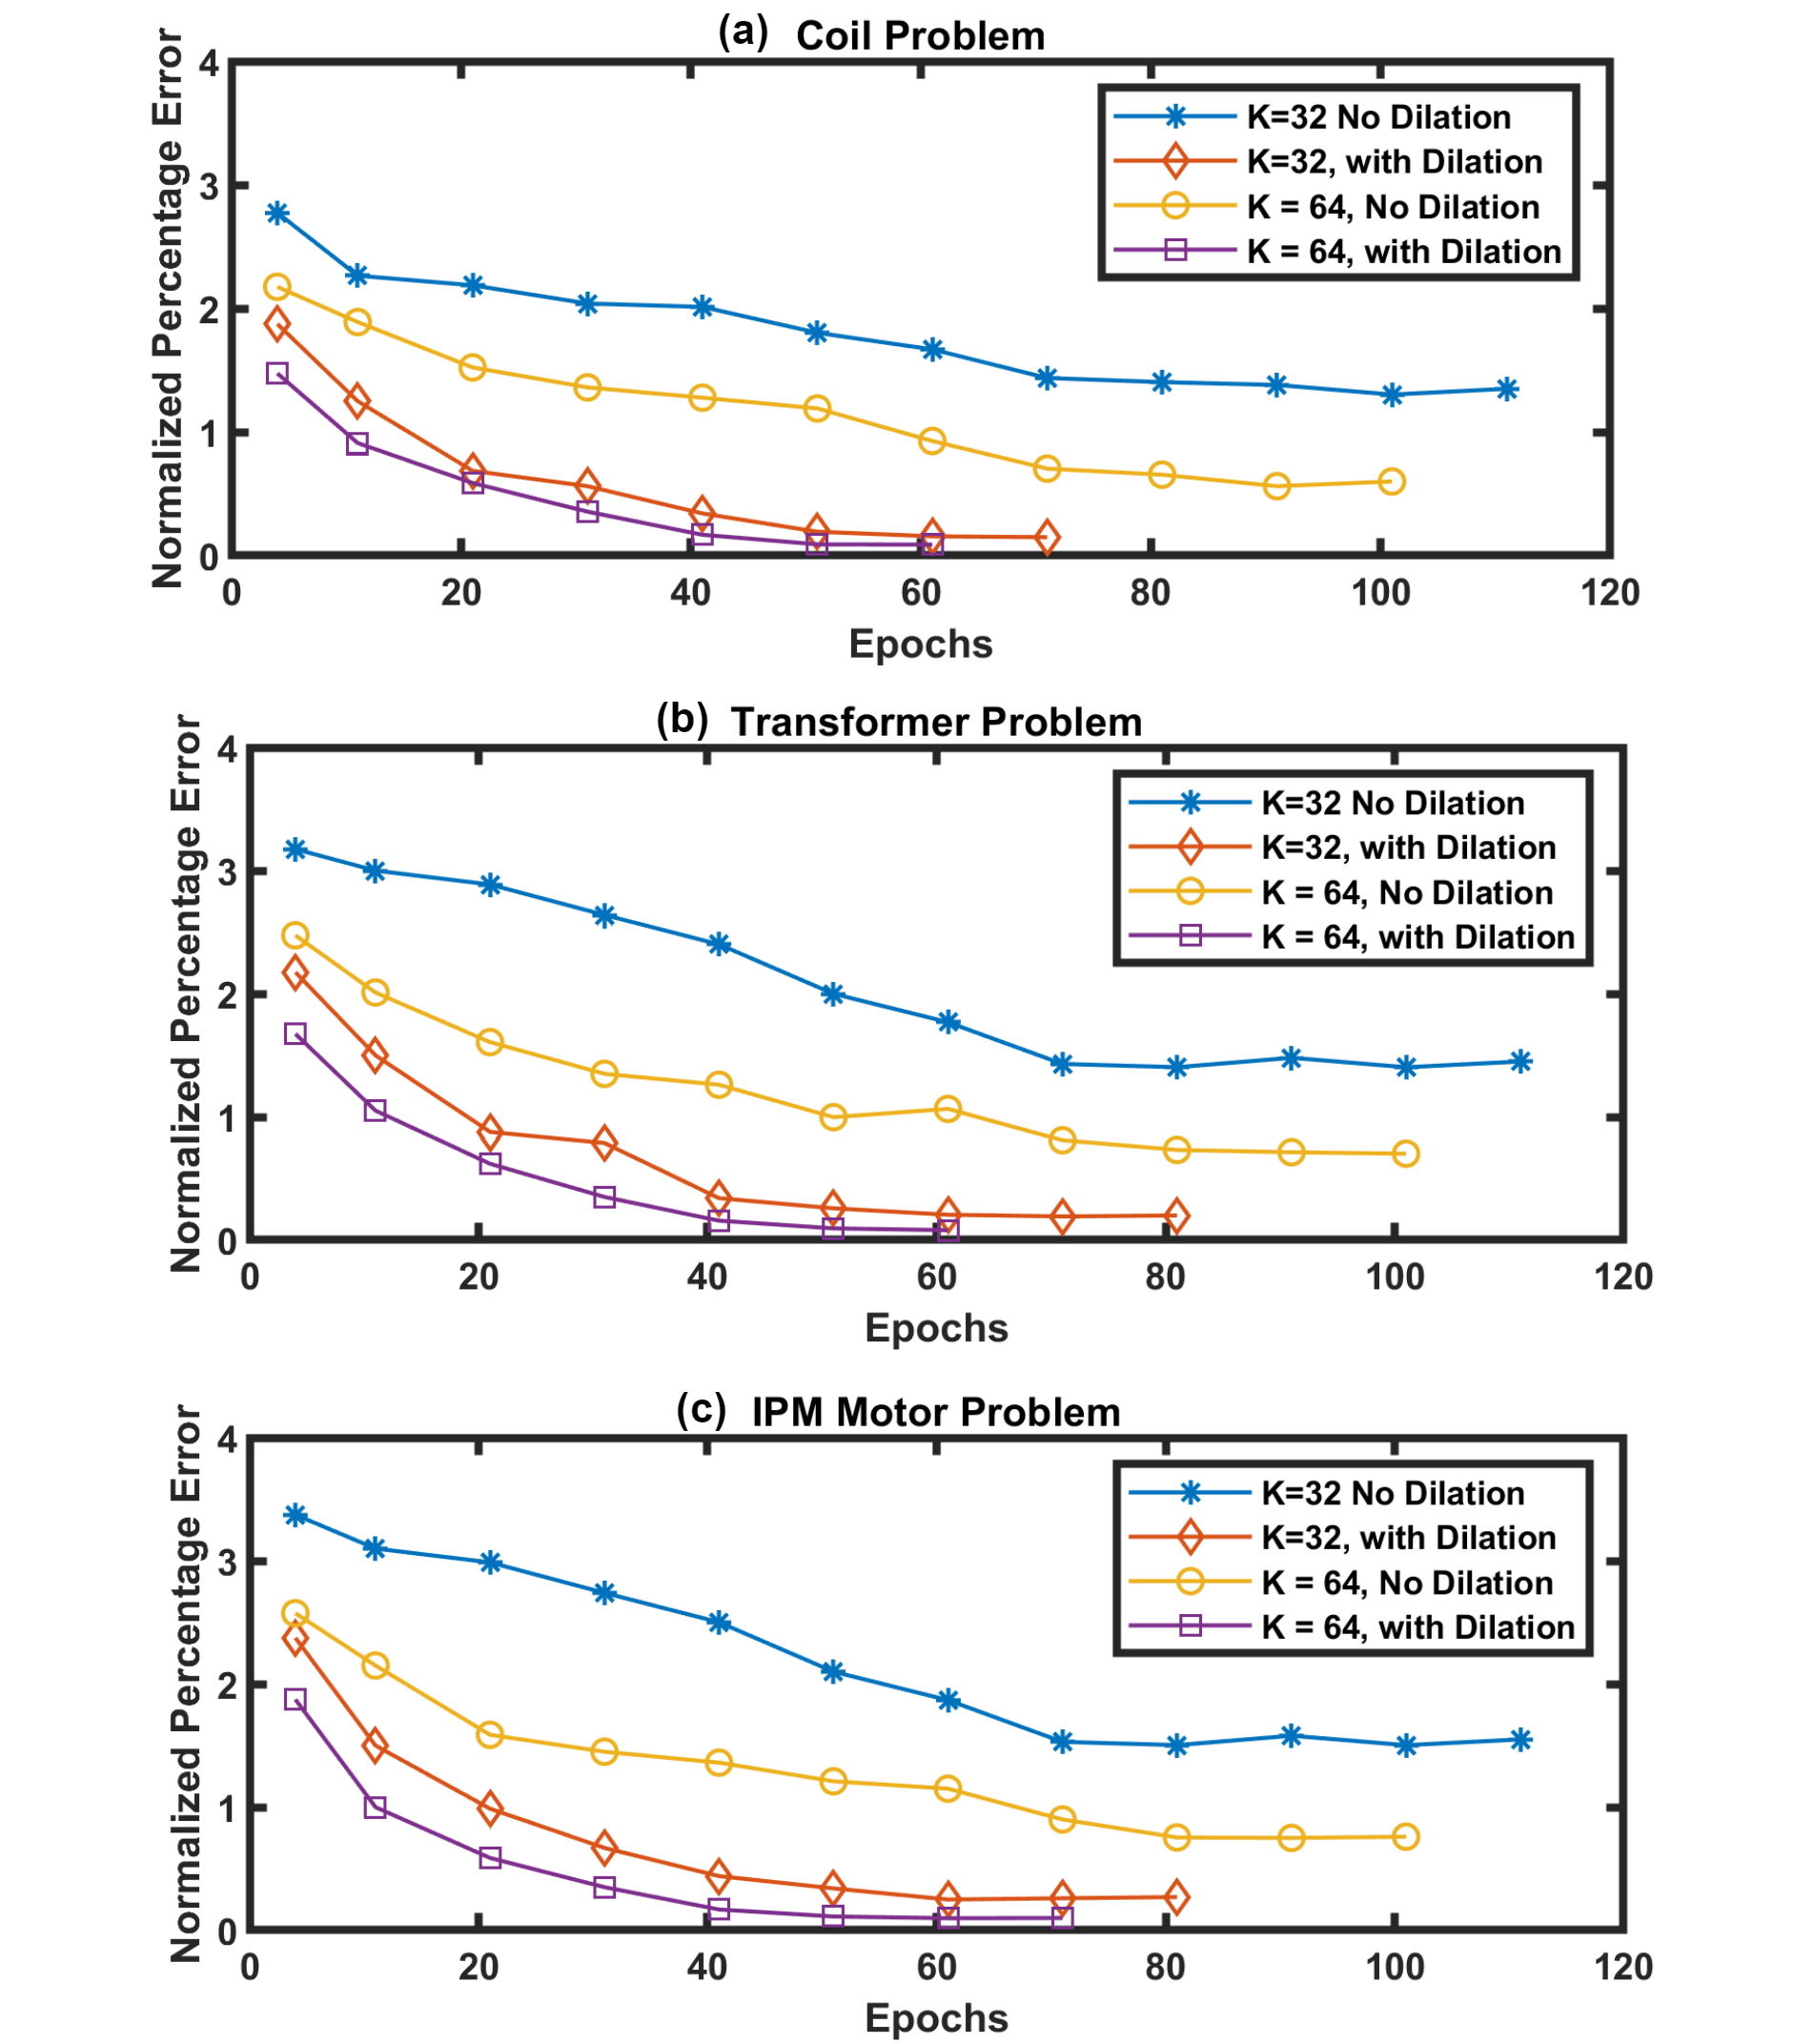 (a) Coil Problem
Normalized Percentage Error
4
3
2
1
0
K=32 No Dilation
K=32, with Dilation
K = 64, No Dilation
K = 64, with Dilation
0 20 40 60 80 100 120
Epochs
(b) Transformer Problem
Normalized Percentage Error
4
3
2
1
0
K=32 No Dilation
K=32, with Dilation
K = 64, No Dilation
K = 64, with Dilation
0 20 40 60 80 100 120
Epochs
(c) IPM Motor Problem
Normalized Percentage Error
4
3
2
1
0
K=32 No Dilation
K=32, with Dilation
K = 64, No Dilation
K = 64, with Dilation
0 20 40 60 80 100 120
Epochs